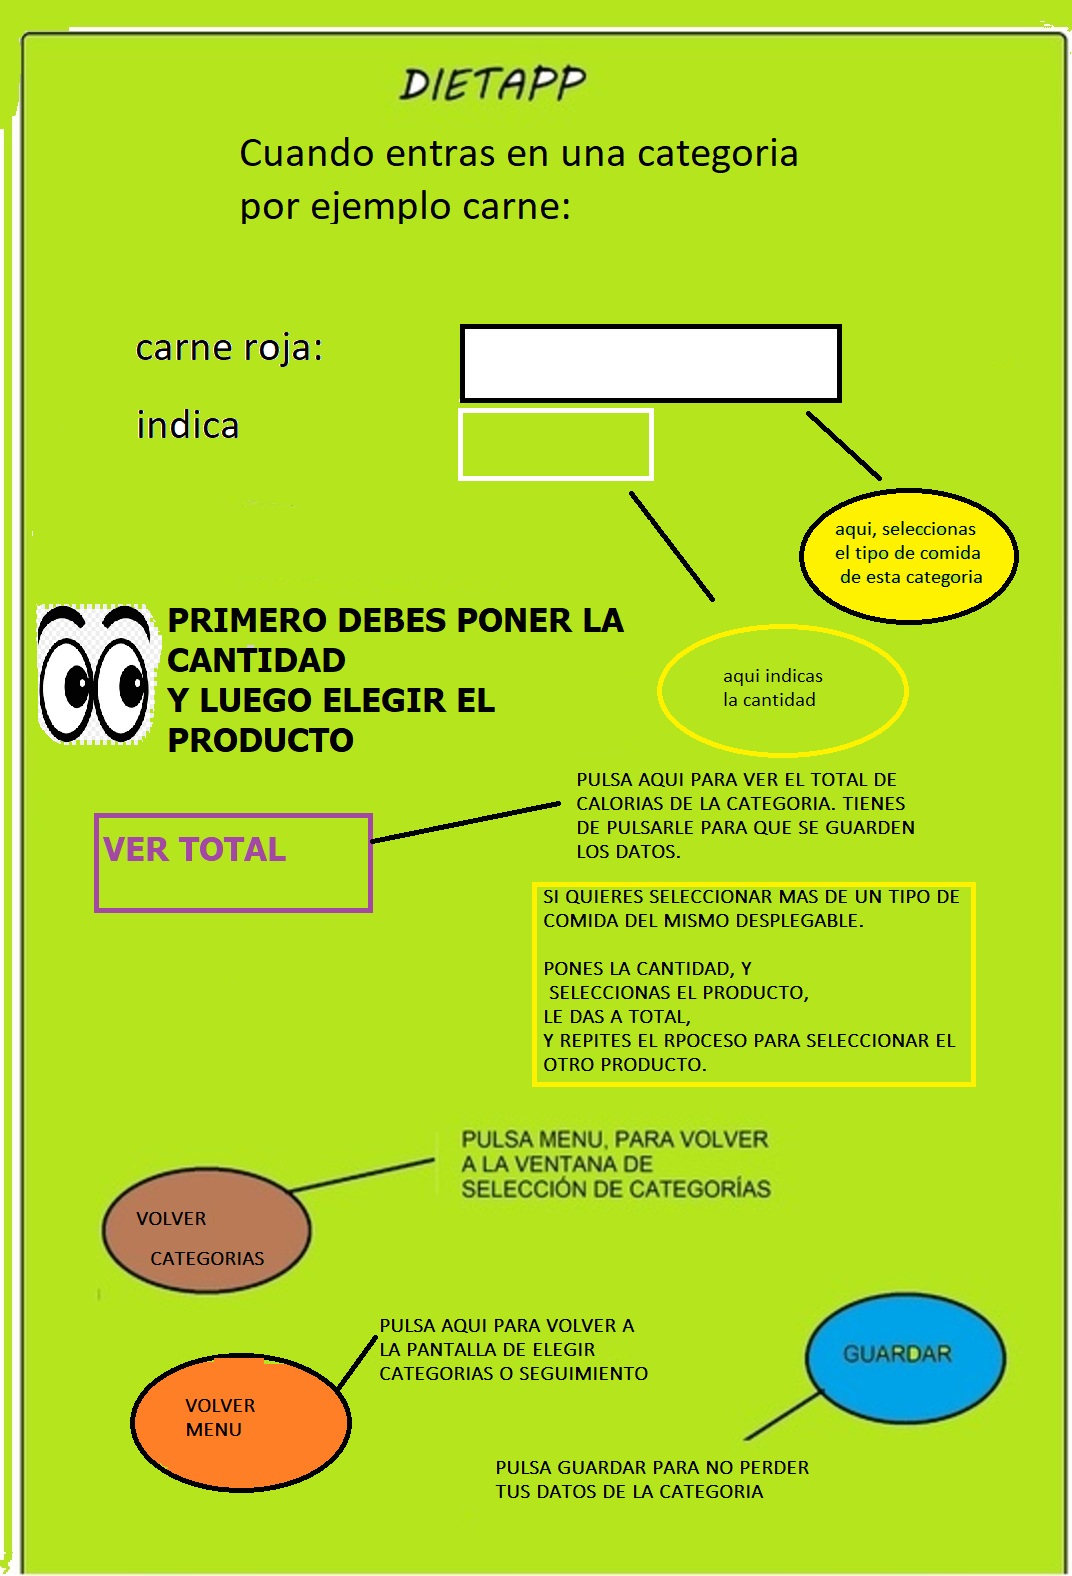 DIETAPP
Cuando entras en una categoria
por ejemplo carne:
carne roja:
indica
aqui, seleccionas
el tipo de comida
de esta categoria
PRIMERO DEBES PONER LA
CANTIDAD
Y LUEGO ELEGIR EL
PRODUCTO
aqui indicas
la cantidad
PULSA AQUI PARA VER EL TOTAL DE
CALORIAS DE LA CATEGORIA. TIENES
DE PULSARLE PARA QUE SE GUARDEN
LOS DATOS.
VER TOTAL
SI QUIERES SELECCIONAR MAS DE UN TIPO DE
COMIDA DEL MISMO DESPLEGABLE.
PONES LA CANTIDAD, Y
SELECCIONAS EL PRODUCTO,
LE DAS A TOTAL,
Y REPITES EL RPOCESO PARA SELECCIONAR EL
OTRO PRODUCTO.
PULSA MENU, PARA VOLVER
A LA VENTANA DE
SELECCIÓN DE CATEGORÍAS
VOLVER
CATEGORIAS
PULSA AQUI PARA VOLVER A
LA PANTALLA DE ELEGIR
CATEGORIAS O SEGUIMIENTO
VOLVER
MENU
GUARDAR
PULSA GUARDAR PARA NO PERDER
TUS DATOS DE LA CATEGORIA